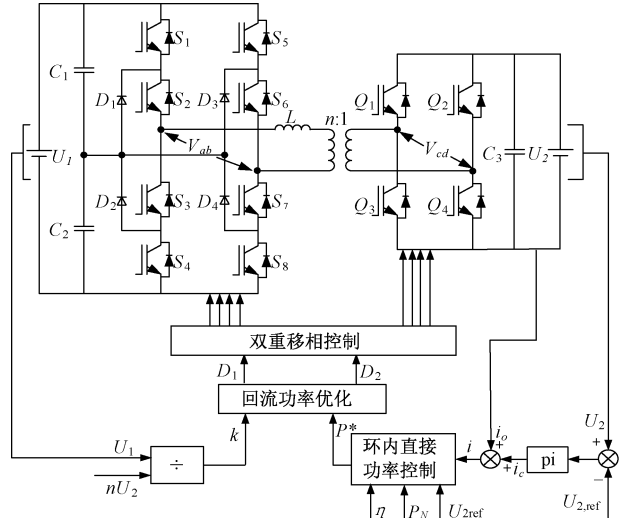 S1 S5
C1 Q1 Q2
D1 S2 D3 S6 L n:1
U1 Vab Vcd C3 U2
D2 S3 D4 S7 Q3 Q4
C2
S4 S8
双重移相控制
D1 D2
回流功率优化
U1 k P* 环内直接 i io + U2 +
÷ 功率控制 + ic pi −
nU2
η PN U2ref U2,ref